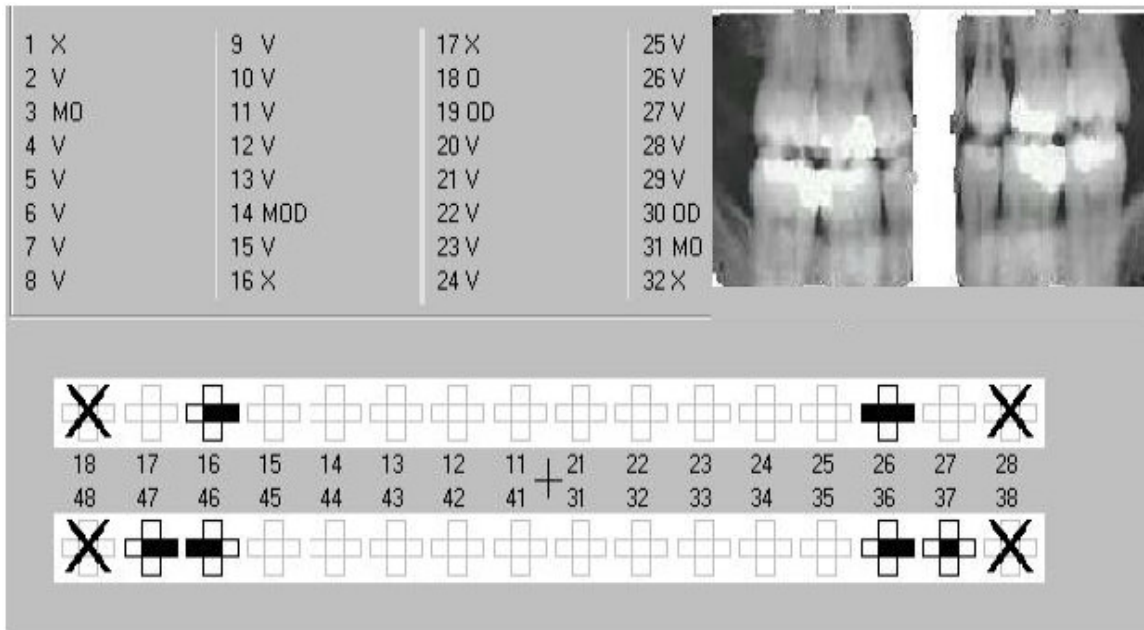 1 X
2 V
3 MO
4 V
5 V
6 V
7 V
8 V
9 V
10 V
11 V
12 V
13 V
14 MOD
15 V
16 X
17 X
18 O
19 OD
20 V
21 V
22 V
23 V
24 V
25 V
26 V
27 V
28 V
29 V
30 OD
31 MO
32 X
18 17 16 15 14 13 12 11 21 22 23 24 25 26 27 28
48 47 46 45 44 43 42 41 31 32 33 34 35 36 37 38